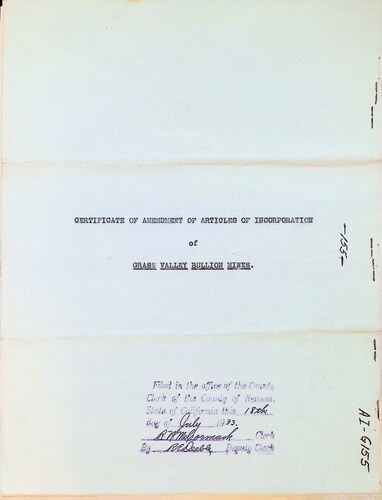 CERTIFICATE OF AMENDMENT OF ARTICLES OF INCORPORATION
of
GRASS VALLEY BULLION MINES.
-155-
Filed in the office of the County
Clerk of the County of Nevada,
State of California this 18th
day of July 1933.
R.N. McCormack Clerk
By Deputy Clerk
AI-6155